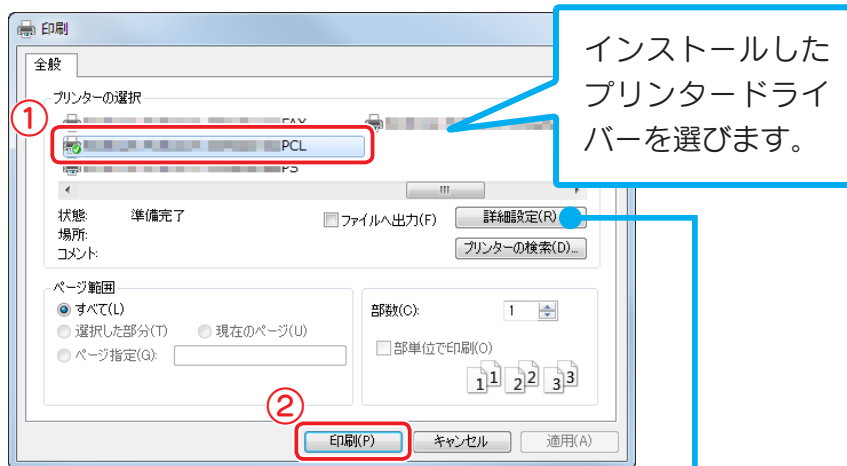 印刷
全般
インストールした
プリンタードライ
バーを選びます。
プリンターの選択
①
FAX
PCL
PS
状態: 準備完了
ファイルへ出力(F)
詳細設定(R)
場所:
コメント:
プリンターの検索(D)...
ページ範囲
すべて(L)
選択した部分(T) 現在のページ(U)
ページ指定(G):
部数(C): 1
部単位で印刷(O)
1 1 2 2 3 3
②
印刷(P) キャンセル 適用(A)